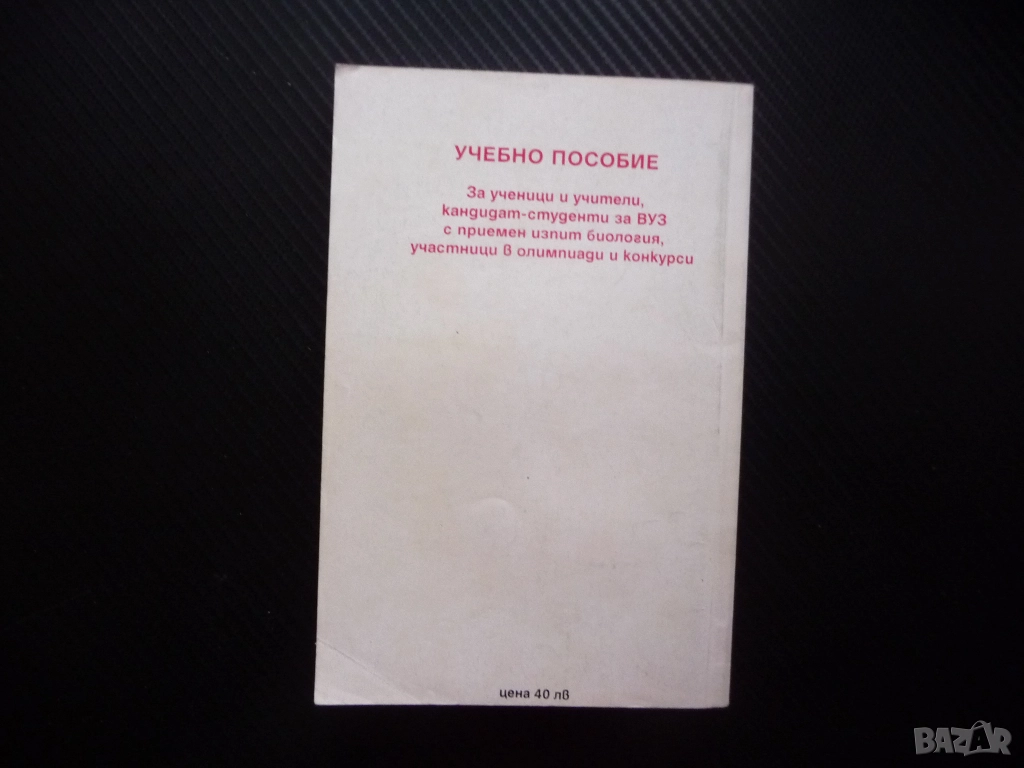 УЧЕБНО ПОСОБИЕ
За ученици и учители,
кандидат-студенти за ВУЗ
с приемен изпит биология,
участници в олимпиади и конкурси
цена 40 лв
BAZAR